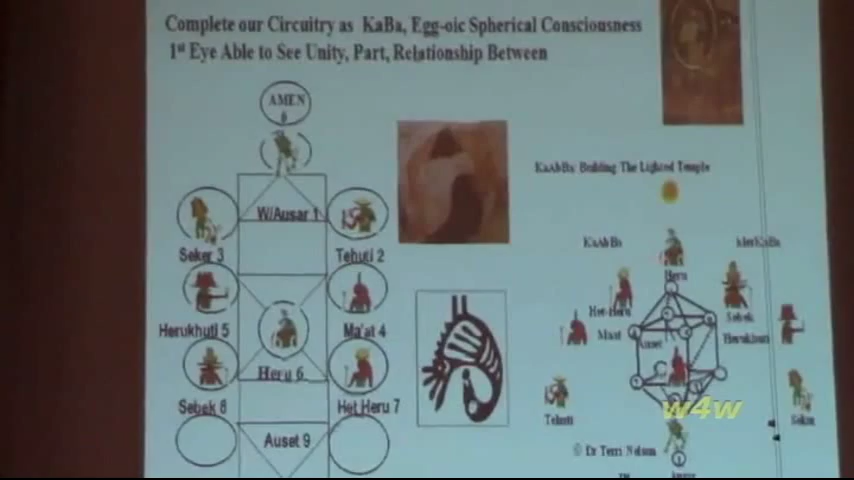 Complete our Circuitry as KaBa, Egg-oic Spherical Consciousness
1st Eye Able to See Unity, Part, Relationship Between
AMEN
0
W/Ausar 1
Seker 3
Tehuti 2
Herukhuti 5
Ma'at 4
Heru 6
Sebek 8
Het Heru 7
Auset 9
KaAhBa Building The Lighted Temple
KaAhBa
MerKaBa
Heru
Het-Heru
Sebek
Maat
Auset
Herukhuti
Tehuti
Seker
w4w
© Dr Terri Nelson